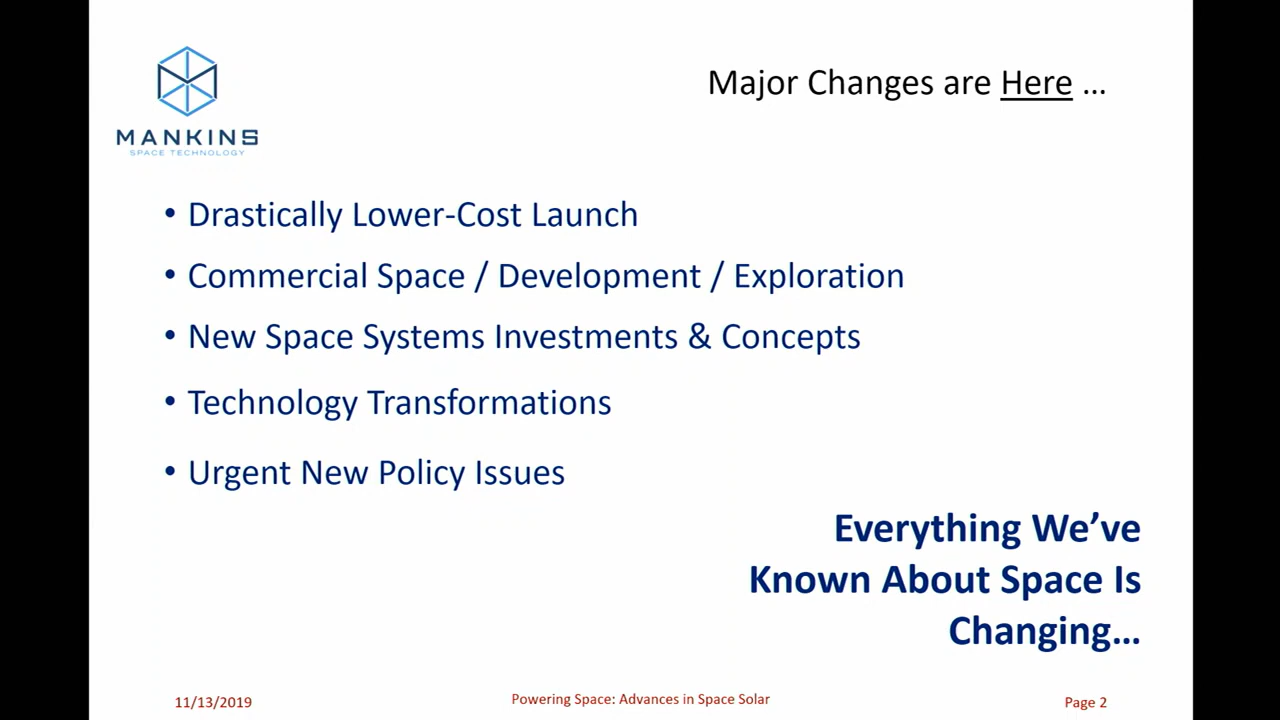 MANKINS
SPACE TECHNOLOGY
Major Changes are Here ...
• Drastically Lower-Cost Launch
• Commercial Space / Development / Exploration
• New Space Systems Investments & Concepts
• Technology Transformations
• Urgent New Policy Issues
Everything We’ve
Known About Space Is
Changing...
11/13/2019
Powering Space: Advances in Space Solar
Page 2